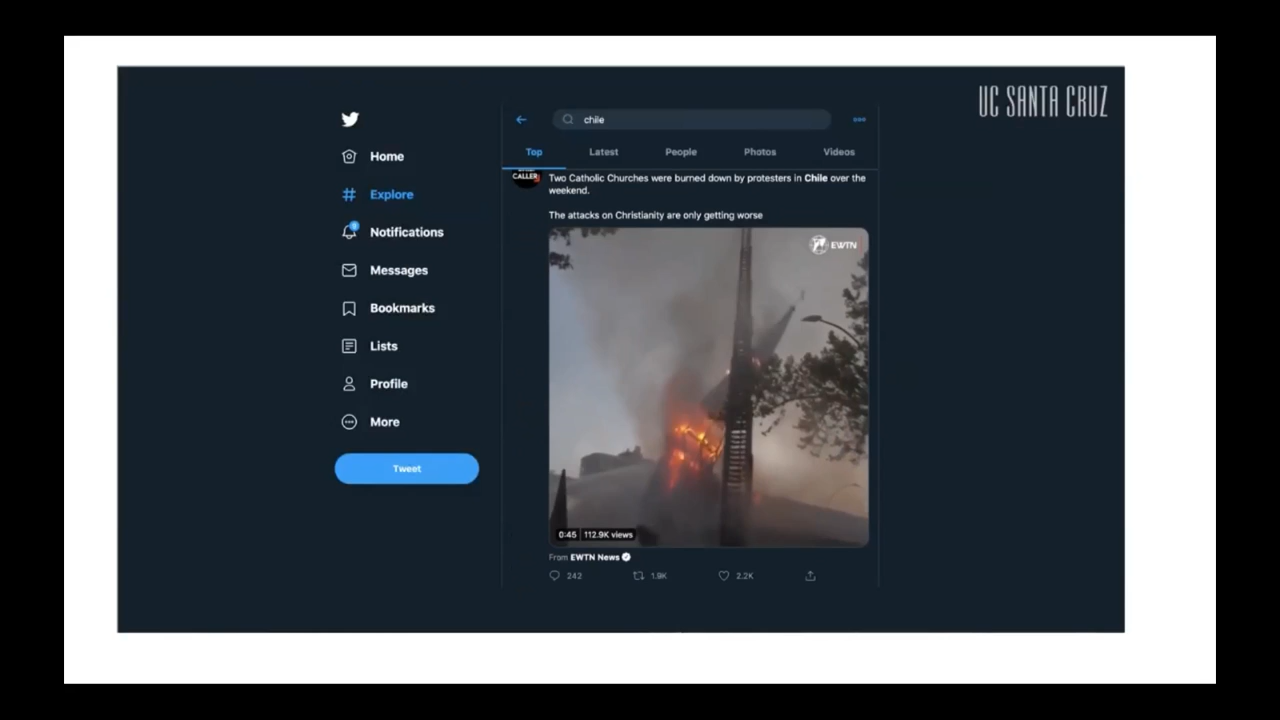 UC SANTA CRUZ
chile
Top Latest People Photos Videos
Home
Explore
Notifications
Messages
Bookmarks
Lists
Profile
More
Tweet
CALLER
Two Catholic Churches were burned down by protesters in Chile over the
weekend.
The attacks on Christianity are only getting worse
EWTN
0:45 112.9K views
From EWTN News
242 1.9K 2.2K